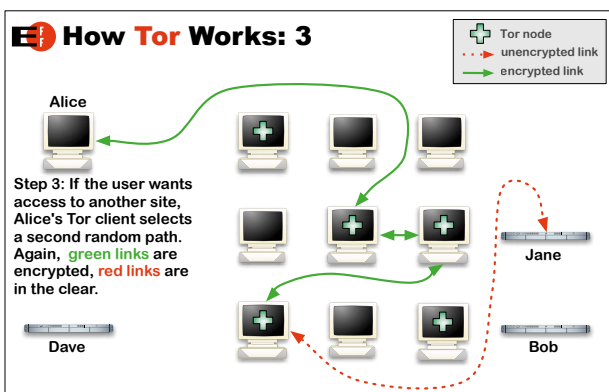 EFF How Tor Works: 3
Tor node
unencrypted link
encrypted link
Alice
Step 3: If the user wants
access to another site,
Alice's Tor client selects
a second random path.
Again, green links are
encrypted, red links are
in the clear.
Jane
Dave
Bob